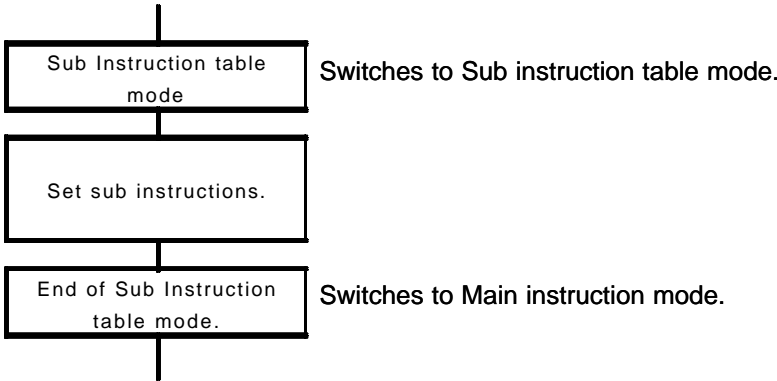 Sub Instruction table
mode
Switches to Sub instruction table mode.
Set sub instructions.
End of Sub Instruction
table mode.
Switches to Main instruction mode.